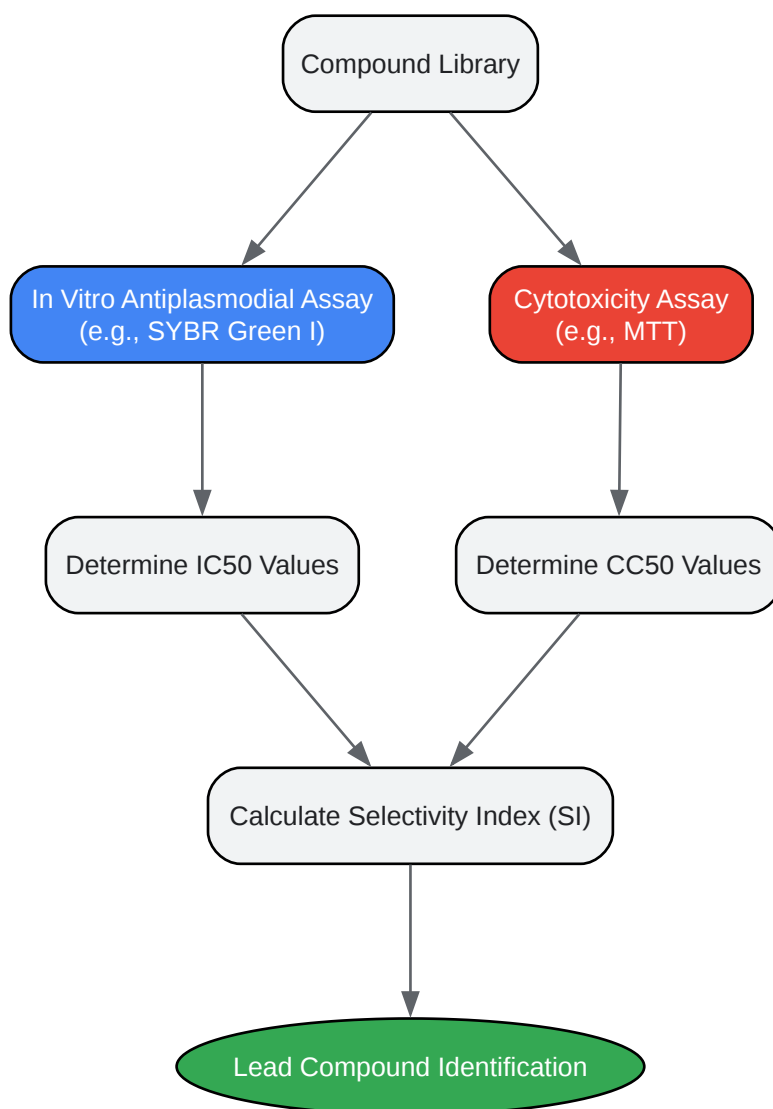 Compound Library
In Vitro Antiplasmodial Assay
(e.g., SYBR Green I)
Cytotoxicity Assay
(e.g., MTT)
Determine IC50 Values
Determine CC50 Values
Calculate Selectivity Index (SI)
Lead Compound Identification